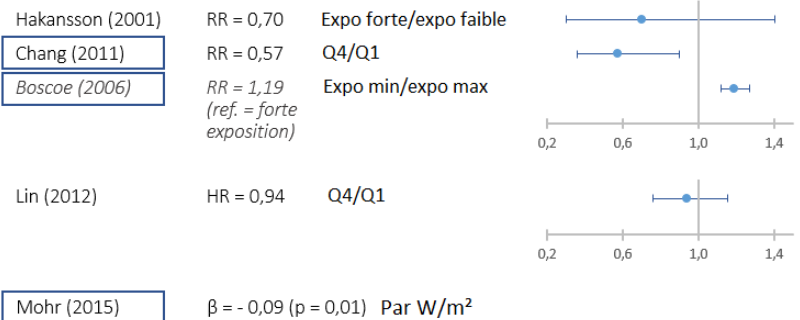 Hakansson (2001) RR = 0,70 Expo forte/expo faible
Chang (2011) RR = 0,57 Q4/Q1
Boscoe (2006) RR = 1,19 Expo min/expo max
(ref. = forte
exposition)
0,2 0,6 1,0 1,4
Lin (2012) HR = 0,94 Q4/Q1
0,2 0,6 1,0 1,4
Mohr (2015) β = - 0,09 (p = 0,01) Par W/m²